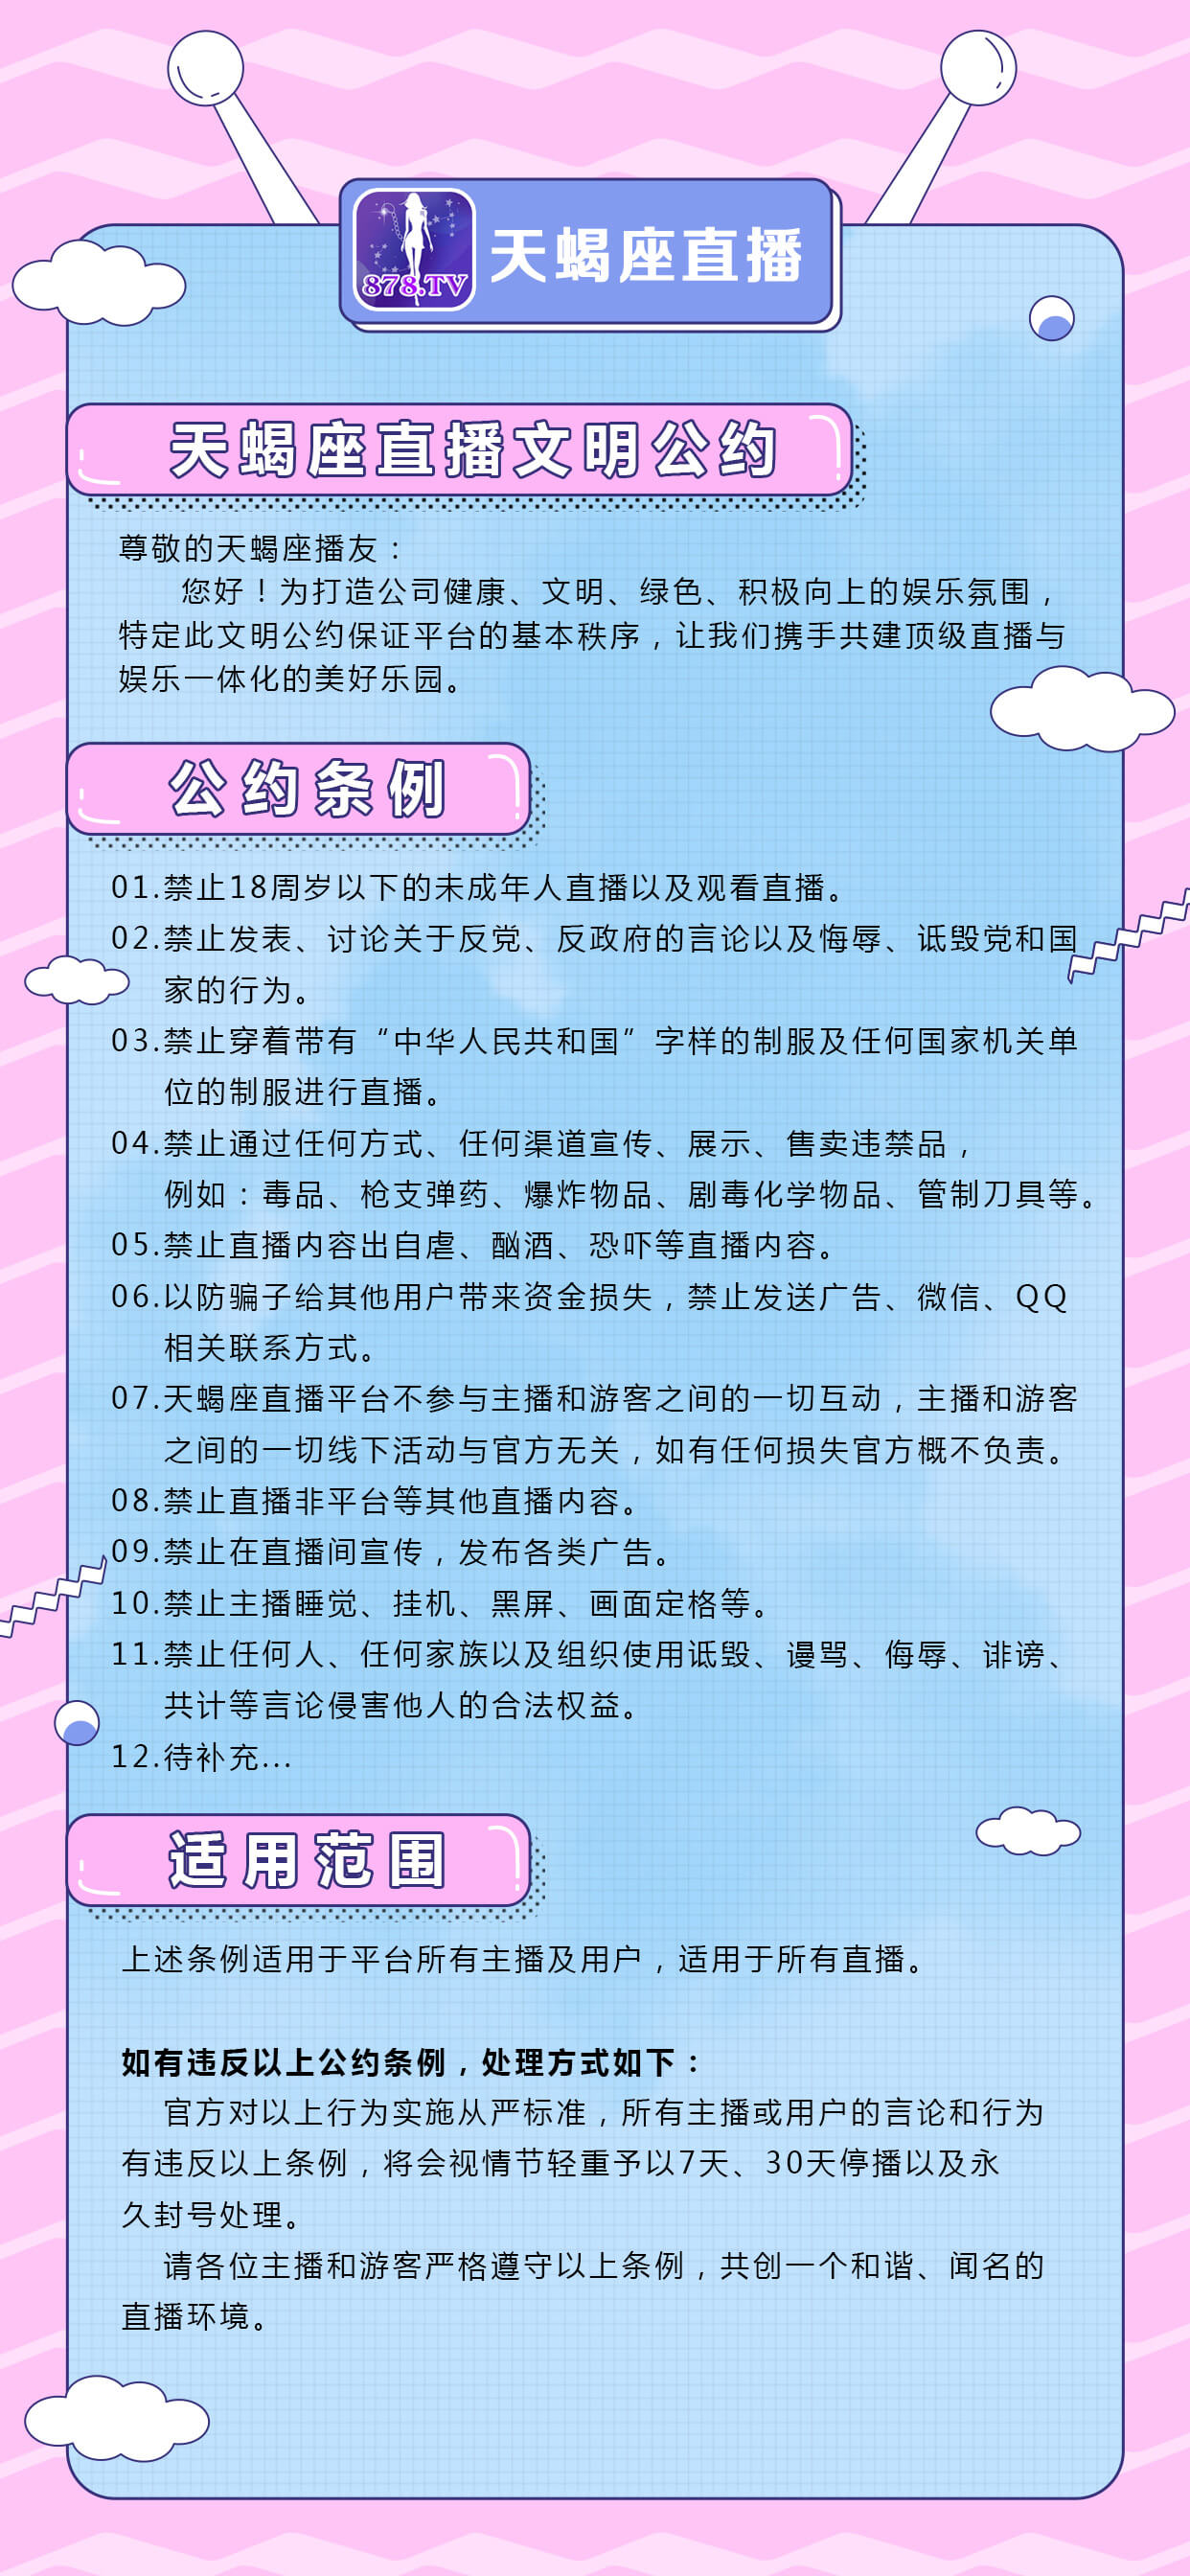 878.TV
天蝎座直播
天蝎座直播文明公约
尊敬的天蝎座播友：
您好！为打造公司健康、文明、绿色、积极向上的娱乐氛围，
特定此文明公约保证平台的基本秩序，让我们携手共建顶级直播与
娱乐一体化的美好乐园。
公约条例
01.禁止18周岁以下的未成年人直播以及观看直播。
02.禁止发表、讨论关于反党、反政府的言论以及悔辱、诋毁党和国
家的行为。
03.禁止穿着带有“中华人民共和国”字样的制服及任何国家机关单
位的制服进行直播。
04.禁止通过任何方式、任何渠道宣传、展示、售卖违禁品，
例如：毒品、枪支弹药、爆炸物品、剧毒化学物品、管制刀具等。
05.禁止直播内容出自虐、酗酒、恐吓等直播内容。
06.以防骗子给其他用户带来资金损失，禁止发送广告、微信、QQ
相关联系方式。
07.天蝎座直播平台不参与主播和游客之间的一切互动，主播和游客
之间的一切线下活动与官方无关，如有任何损失官方概不负责。
08.禁止直播非平台等其他直播内容。
09.禁止在直播间宣传，发布各类广告。
10.禁止主播睡觉、挂机、黑屏、画面定格等。
11.禁止任何人、任何家族以及组织使用诋毁、谩骂、侮辱、诽谤、
共计等言论侵害他人的合法权益。
12.待补充...
适用范围
上述条例适用于平台所有主播及用户，适用于所有直播。
如有违反以上公约条例，处理方式如下：
官方对以上行为实施从严标准，所有主播或用户的言论和行为
有违反以上条例，将会视情节轻重予以7天、30天停播以及永
久封号处理。
请各位主播和游客严格遵守以上条例，共创一个和谐、闻名的
直播环境。